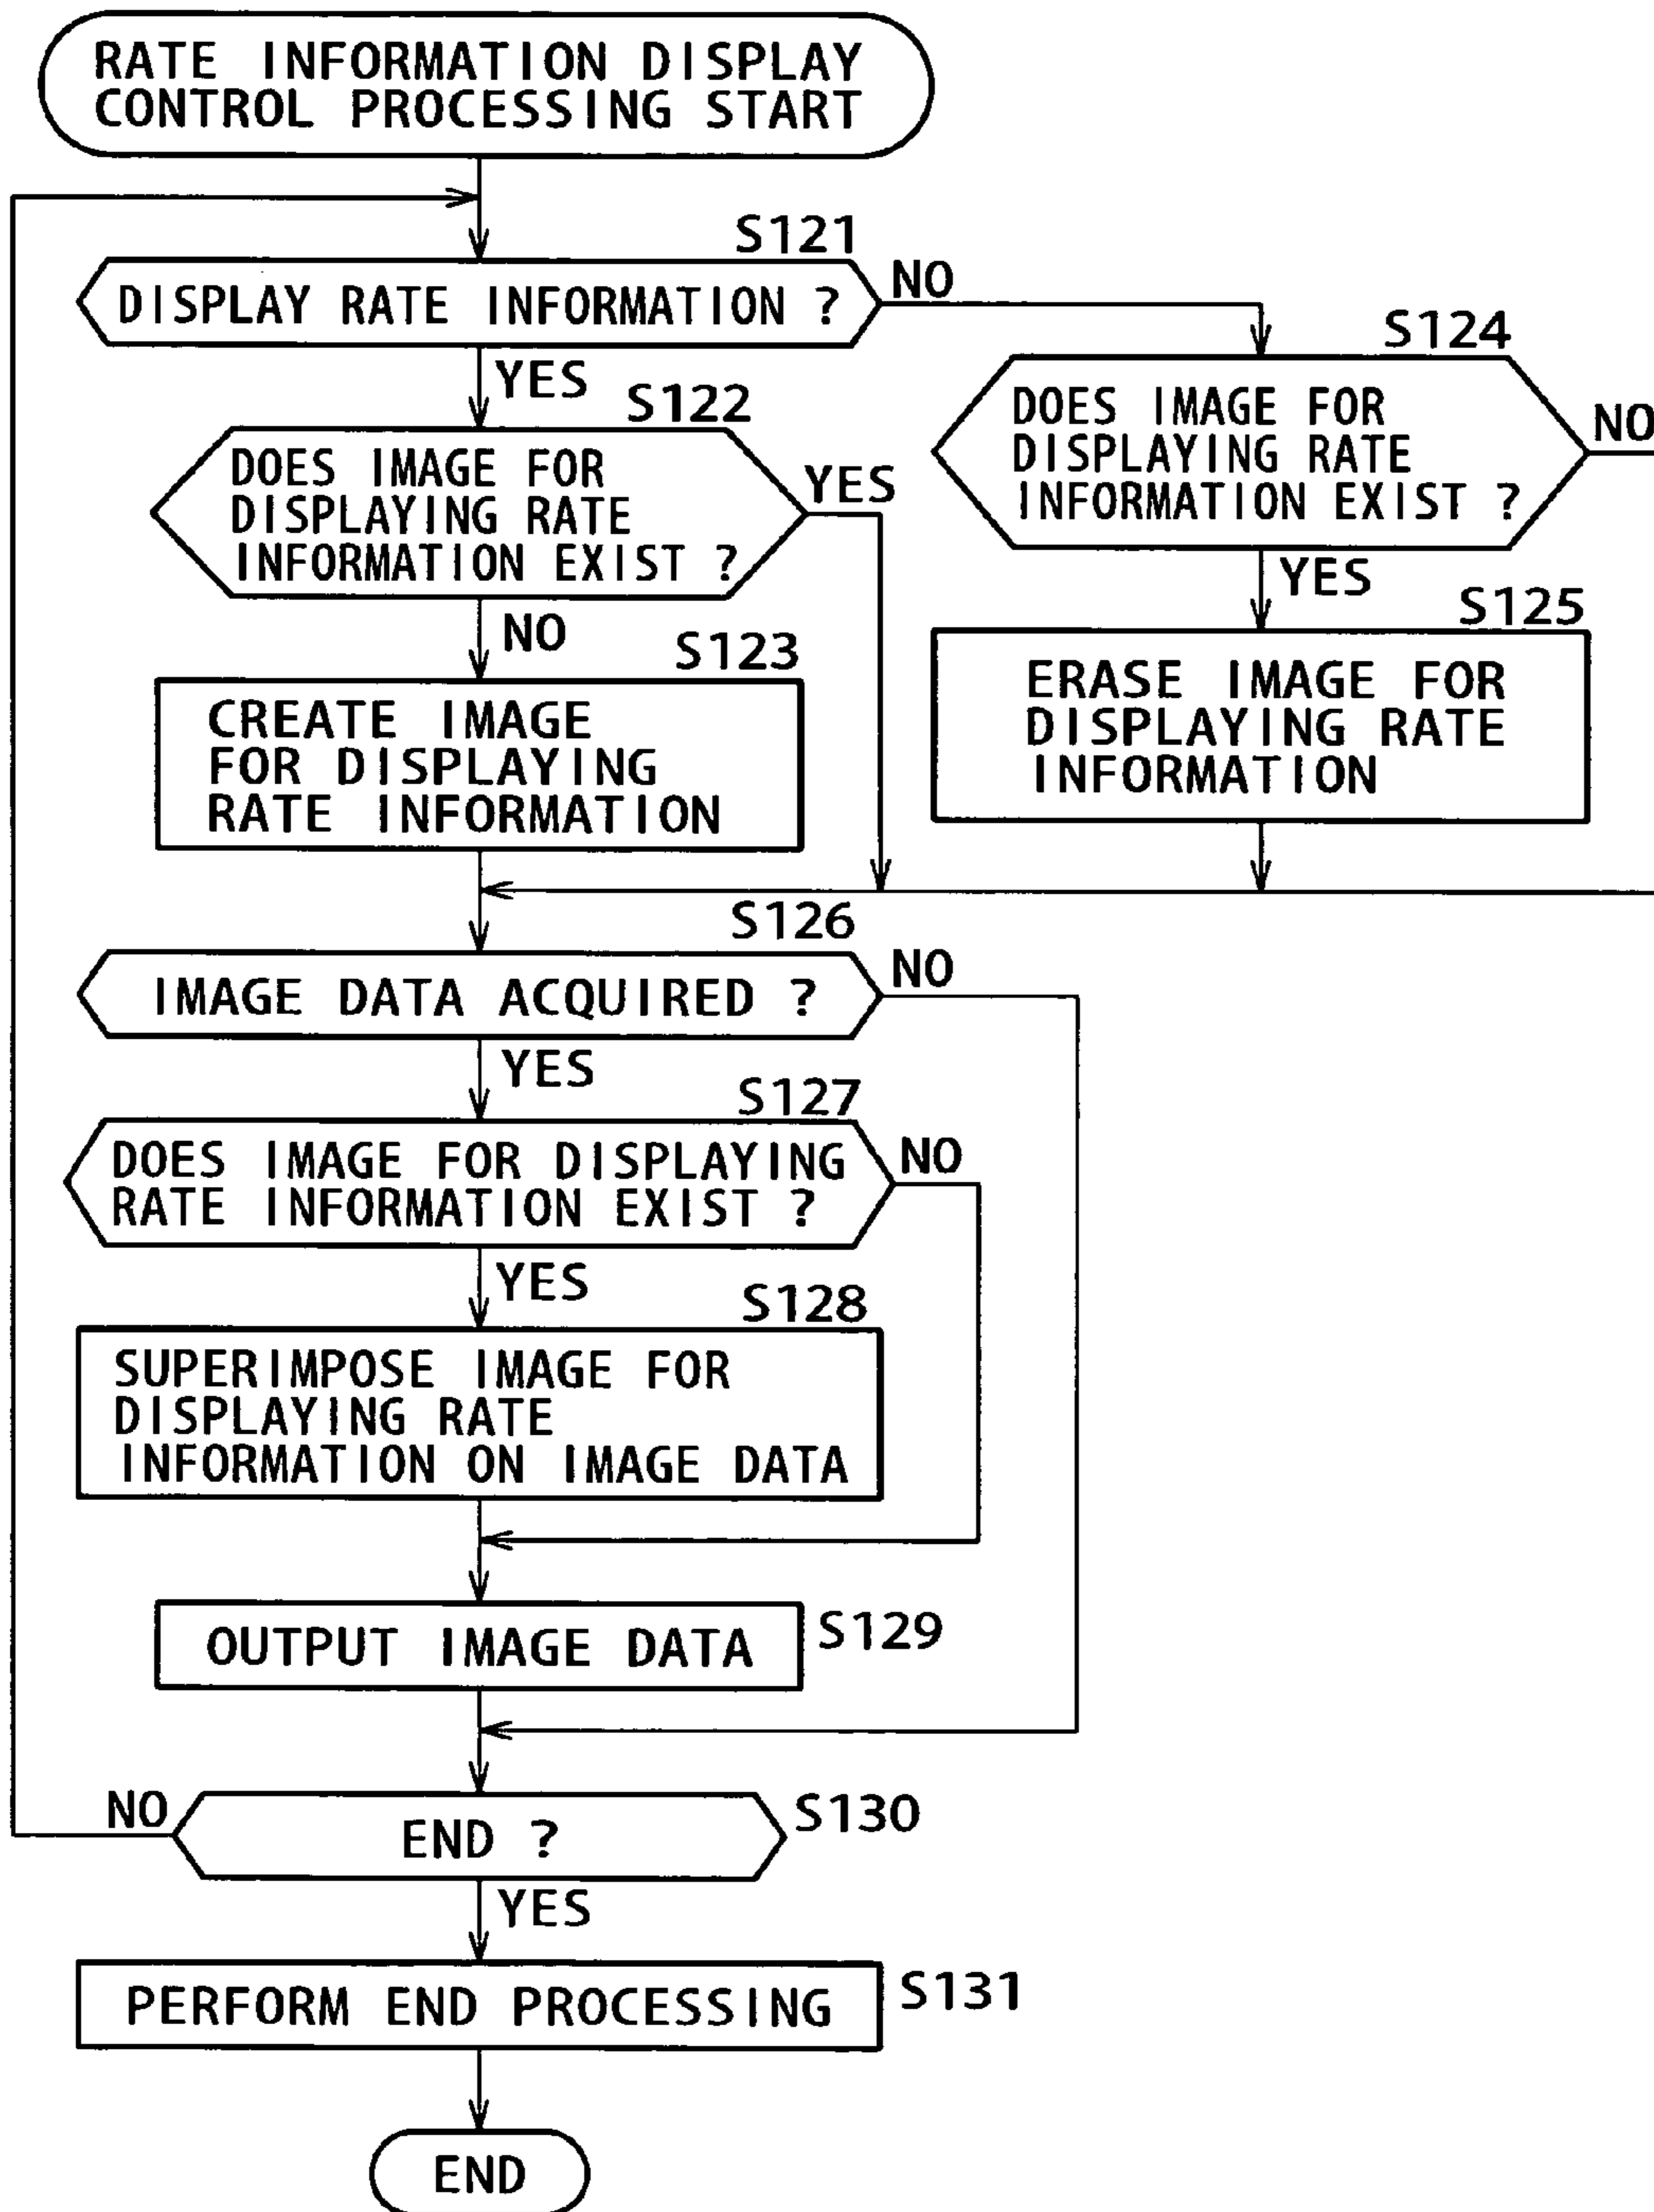 RATE INFORMATION DISPLAY
CONTROL PROCESSING START
S121
DISPLAY RATE INFORMATION ?
NO
YES
S124
DOES IMAGE FOR
DISPLAYING RATE
INFORMATION EXIST ?
NO
S122
DOES IMAGE FOR
DISPLAYING RATE
INFORMATION EXIST ?
YES
NO
YES
S125
ERASE IMAGE FOR
DISPLAYING RATE
INFORMATION
S123
CREATE IMAGE
FOR DISPLAYING
RATE INFORMATION
S126
IMAGE DATA ACQUIRED ?
NO
YES
S127
DOES IMAGE FOR DISPLAYING
RATE INFORMATION EXIST ?
NO
YES
S128
SUPERIMPOSE IMAGE FOR
DISPLAYING RATE
INFORMATION ON IMAGE DATA
OUTPUT IMAGE DATA
S129
NO
END ?
S130
YES
PERFORM END PROCESSING
S131
END